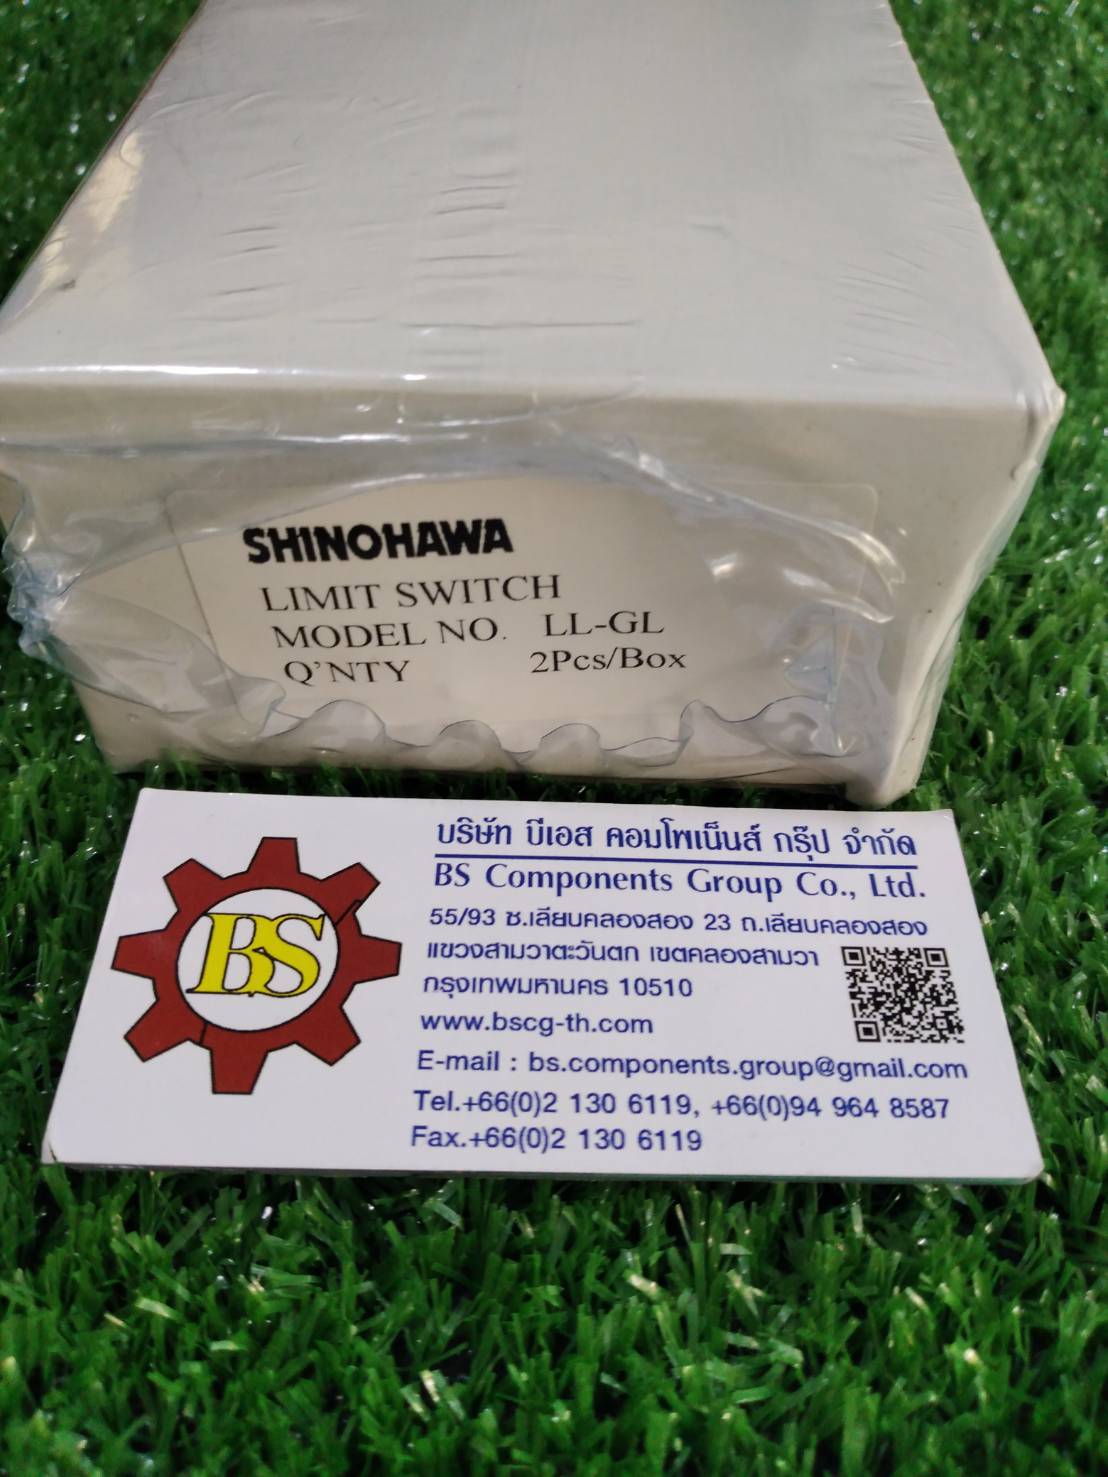 SHINOHAWA
LIMIT SWITCH
MODEL NO. LL-GL
Q'NTY 2Pcs/Box
บริษัท บีเอส คอมโพเน็นส์ กรุ๊ป จำกัด
BS Components Group Co., Ltd.
BS
55/93 ซ.เลียบคลองสอง 23 ถ.เลียบคลองสอง
แขวงสามวาตะวันตก เขตคลองสามวา
กรุงเทพมหานคร 10510
www.bscg-th.com
E-mail : bs.components.group@gmail.com
Tel.+66(0)2 130 6119, +66(0)94 964 8587
Fax.+66(0)2 130 6119